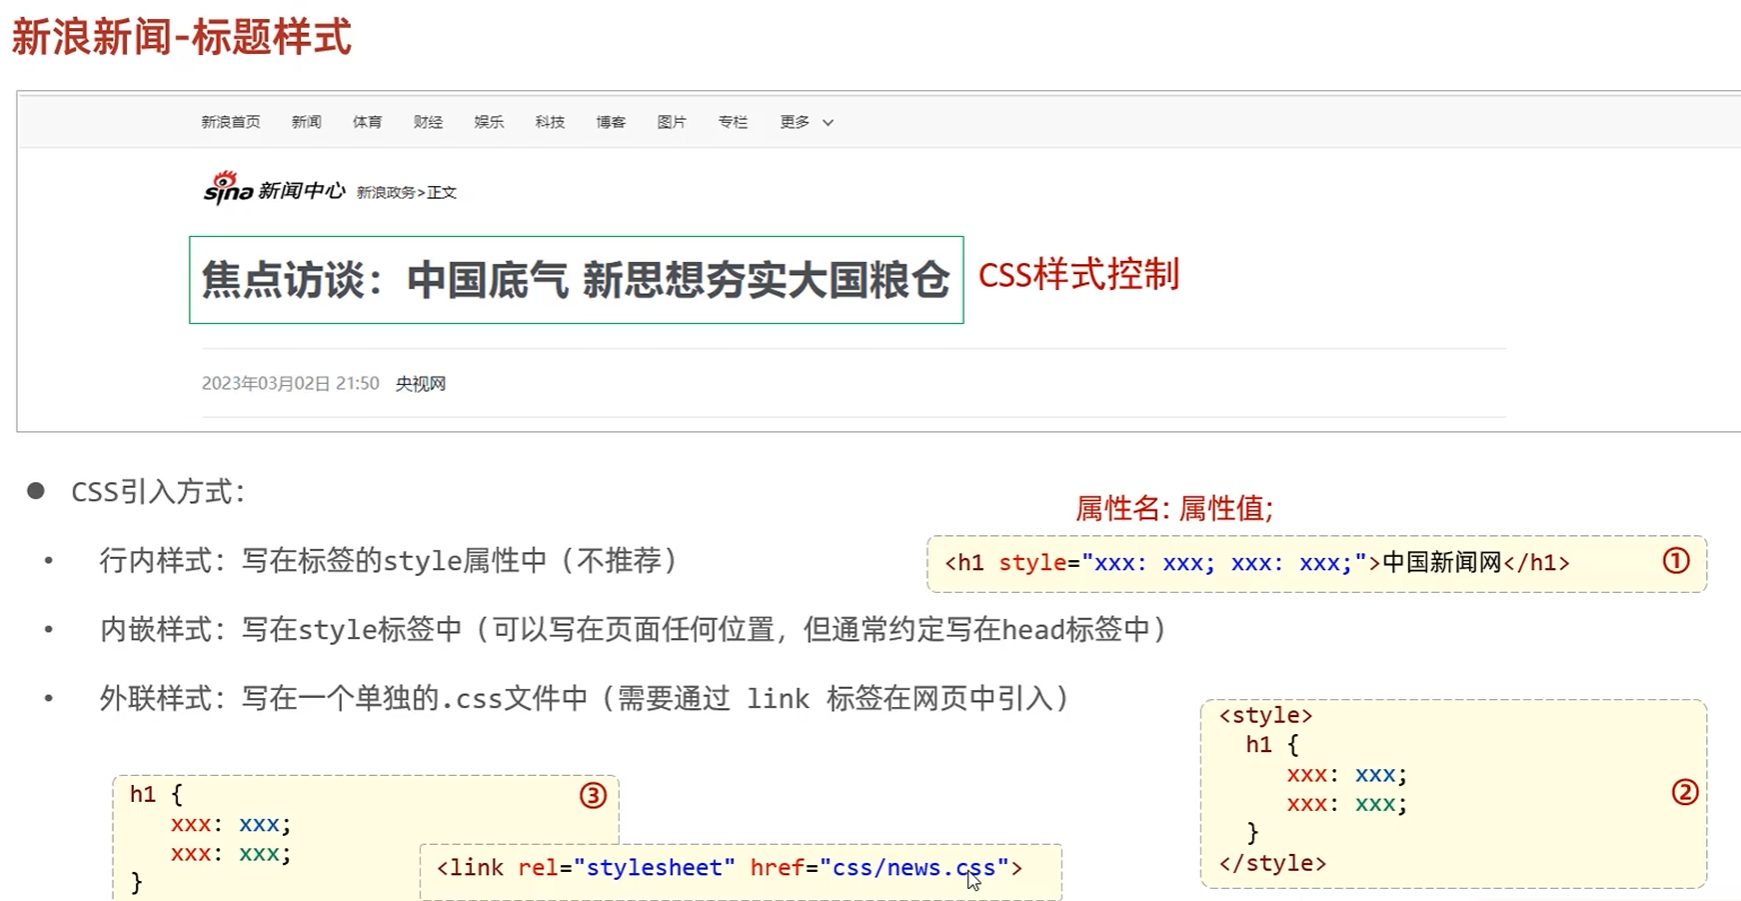 新浪新闻-标题样式
新浪首页 新闻 体育 财经 娱乐 科技 博客 图片 专栏 更多
sina 新闻中心 新浪政务>正文
焦点访谈：中国底气 新思想夯实大国粮仓
CSS样式控制
2023年03月02日 21:50 央视网
● CSS引入方式：
属性名: 属性值;
• 行内样式：写在标签的style属性中（不推荐）
<h1 style="xxx: xxx; xxx: xxx;">中国新闻网</h1> ①
• 内嵌样式：写在style标签中（可以写在页面任何位置，但通常约定写在head标签中）
• 外联样式：写在一个单独的.css文件中（需要通过 link 标签在网页中引入）
<style>
h1 {
xxx: xxx;
xxx: xxx;
}
</style>
②
h1 {
xxx: xxx;
xxx: xxx;
}
③
<link rel="stylesheet" href="css/news.css">